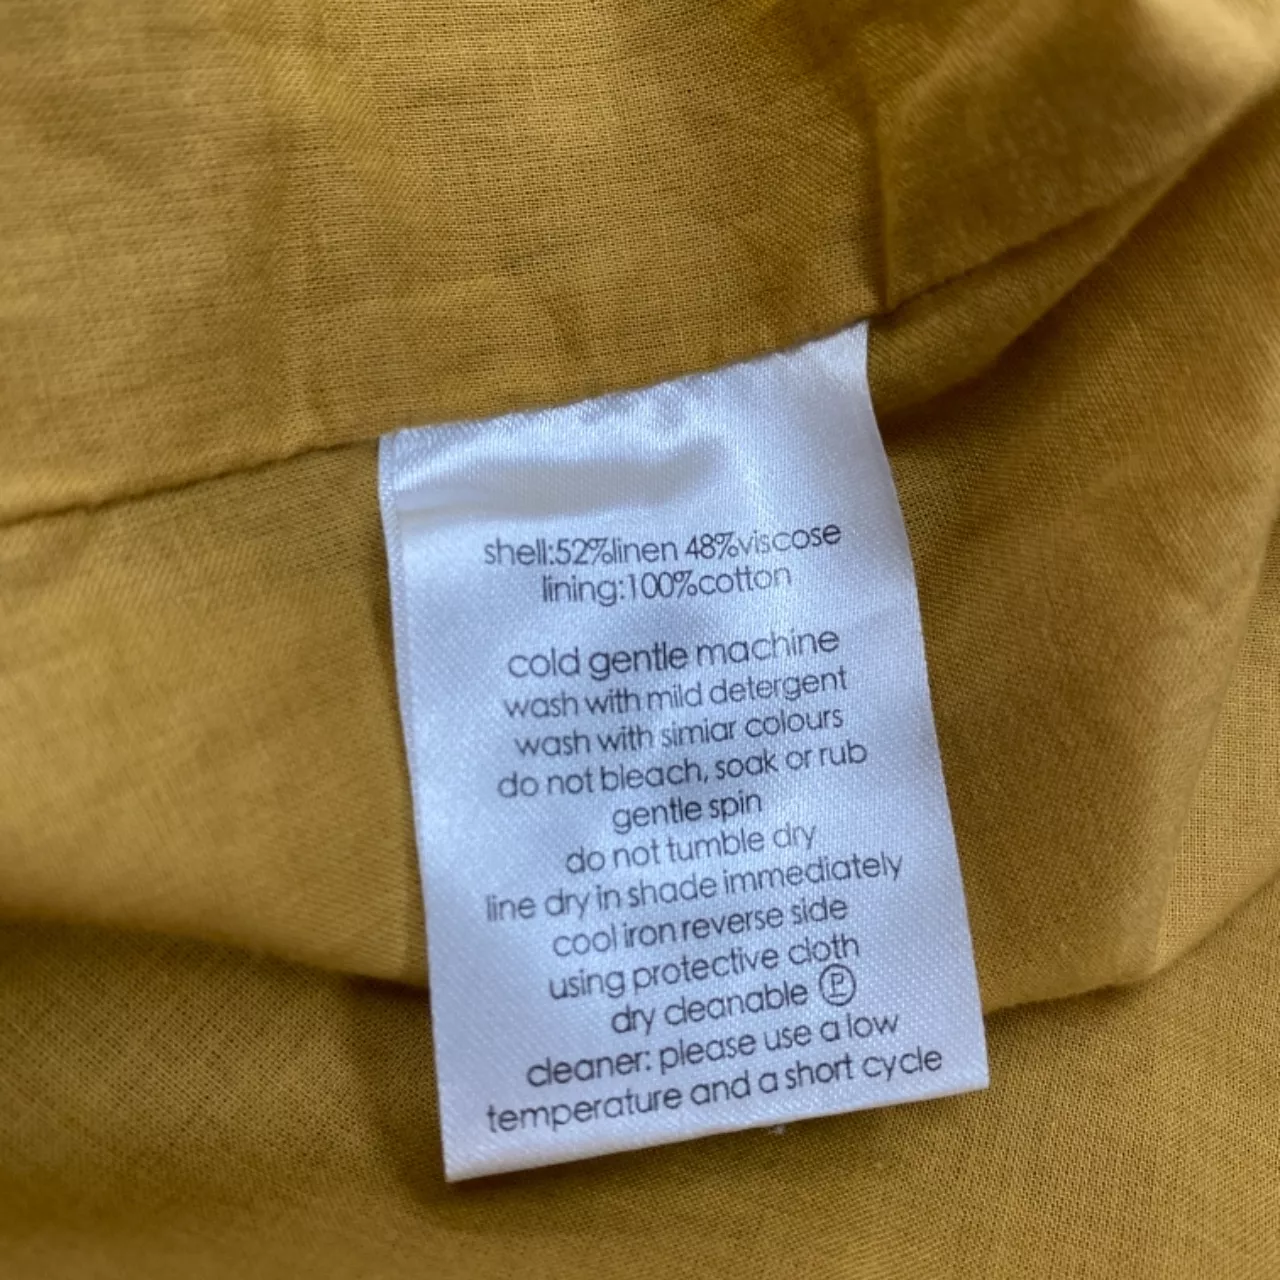 shell:52%linen 48%viscose
lining:100%cotton
cold gentle machine
wash with mild detergent
wash with simiar colours
do not bleach, soak or rub
gentle spin
do not tumble dry
line dry in shade immediately
cool iron reverse side
using protective cloth
dry cleanable P
cleaner: please use a low
temperature and a short cycle